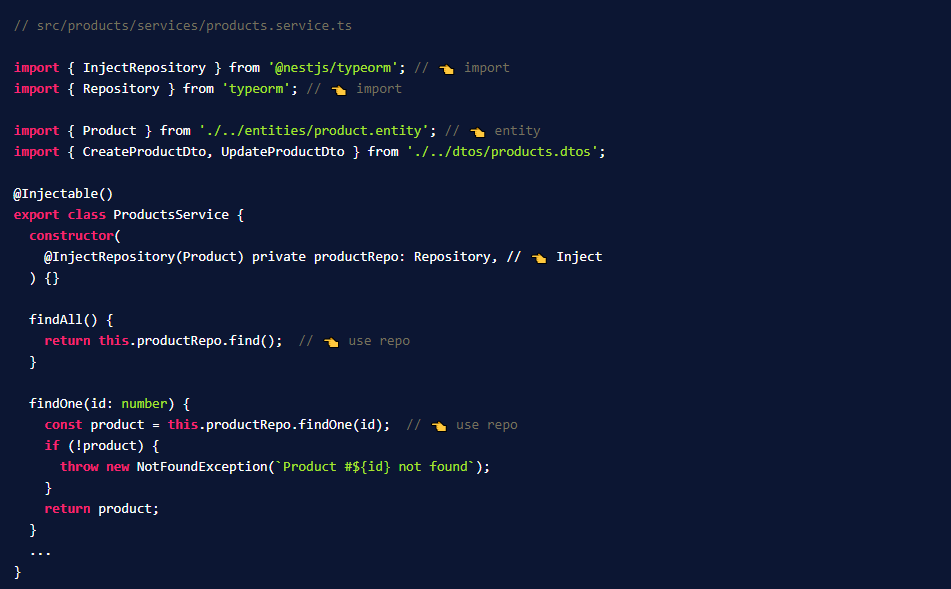 // src/products/services/products.service.ts
import { InjectRepository } from '@nestjs/typeorm'; // 👈 import
import { Repository } from 'typeorm'; // 👈 import
import { Product } from './../entities/product.entity'; // 👈 entity
import { CreateProductDto, UpdateProductDto } from './../dtos/products.dtos';
@Injectable()
export class ProductsService {
  constructor(
    @InjectRepository(Product) private productRepo: Repository, // 👈 Inject
  ) {}
  findAll() {
    return this.productRepo.find();  // 👈 use repo
  }
  findOne(id: number) {
    const product = this.productRepo.findOne(id);  // 👈 use repo
    if (!product) {
      throw new NotFoundException(`Product #${id} not found`);
    }
    return product;
  }
  ...
}